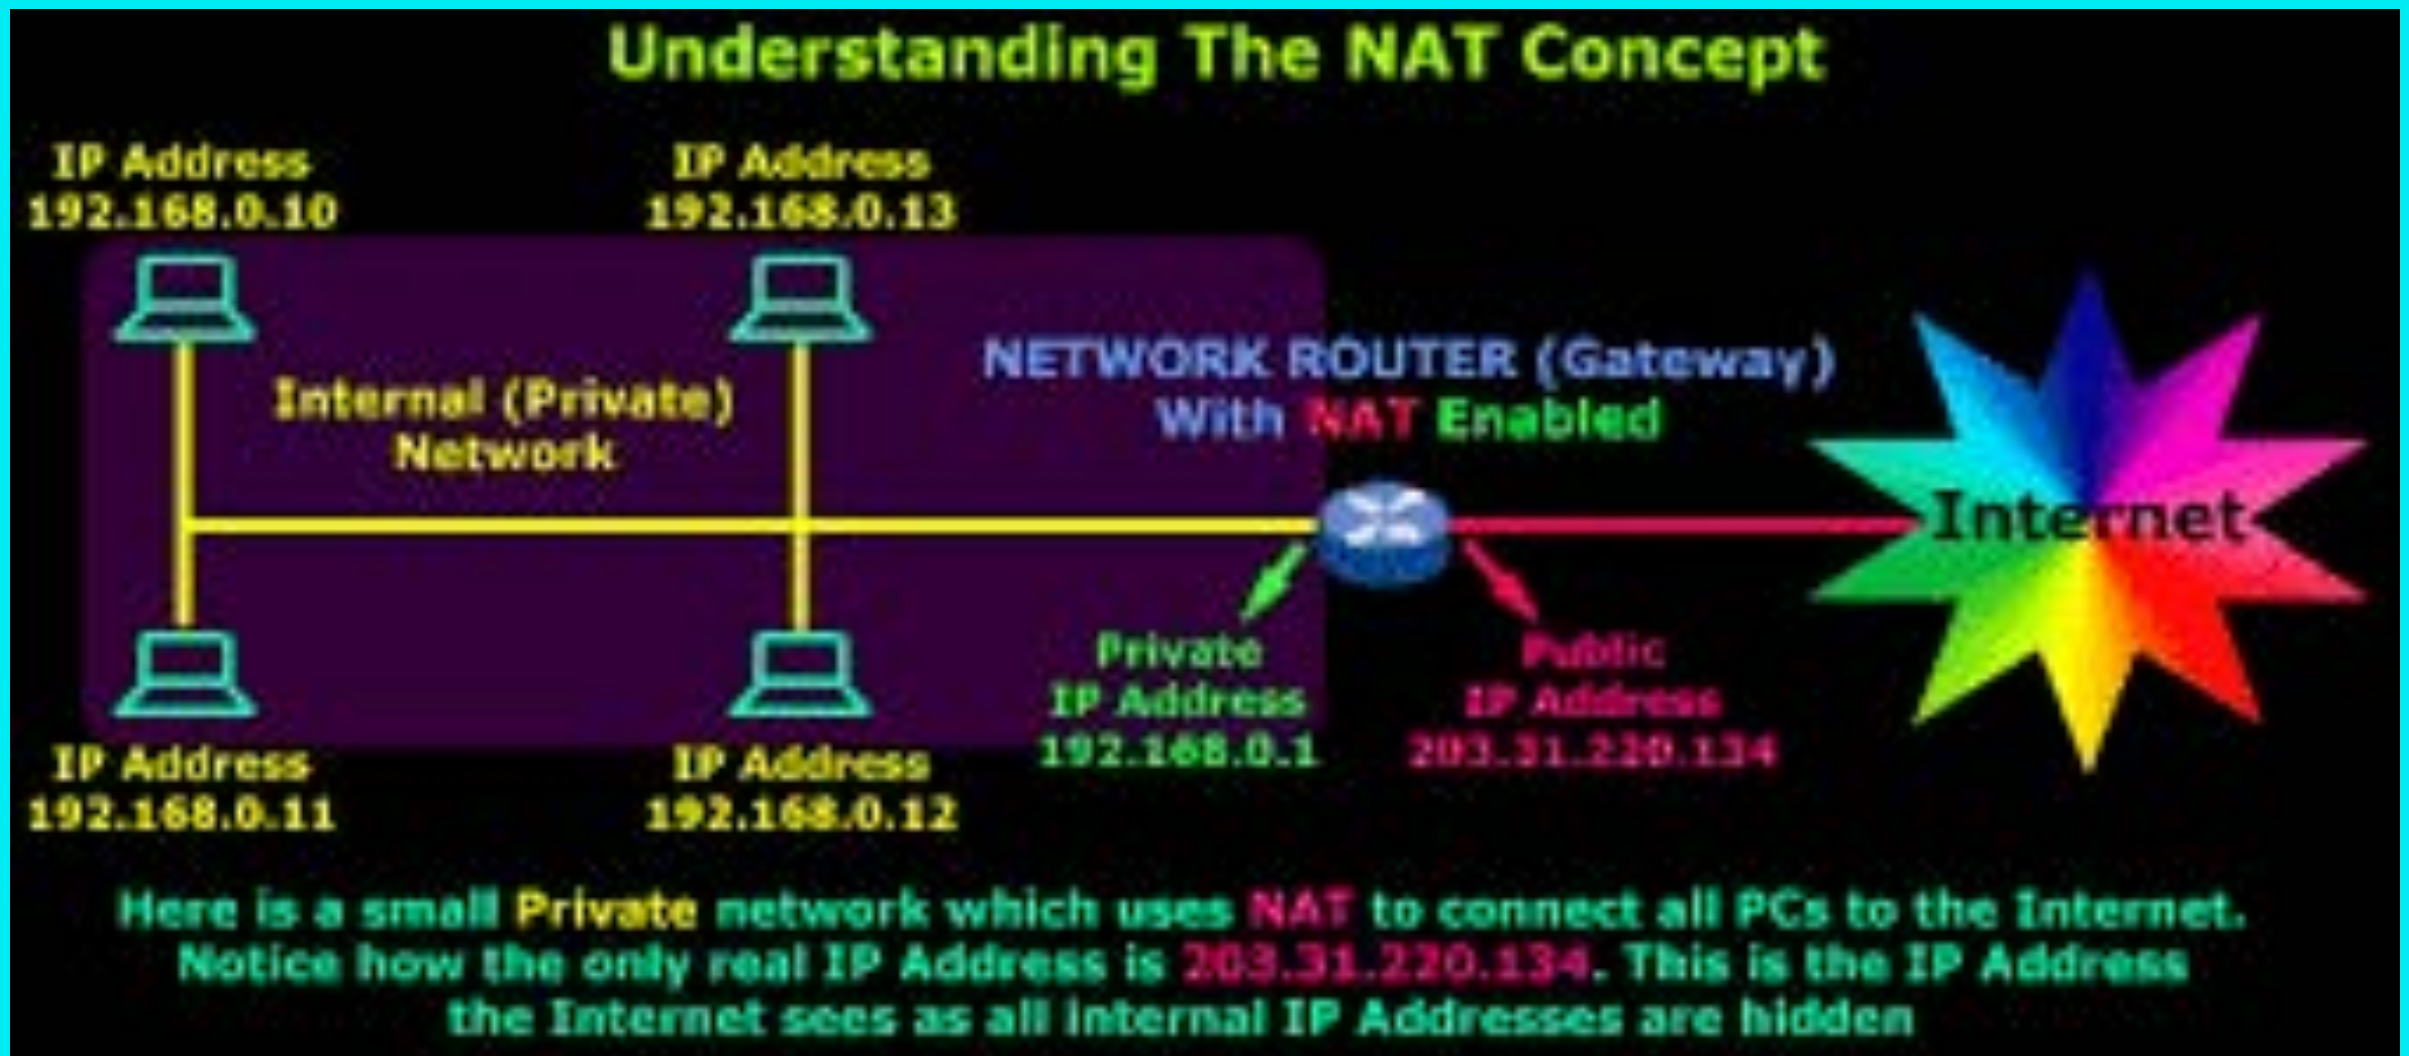 Understanding The NAT Concept
IP Address
192.168.0.10
IP Address
192.168.0.13
Internal (Private)
Network
NETWORK ROUTER (Gateway)
With NAT Enabled
Internet
Private
IP Address
192.168.0.1
Public
IP Address
203.31.220.134
IP Address
192.168.0.11
IP Address
192.168.0.12
Here is a small Private network which uses NAT to connect all PCs to the Internet.
Notice how the only real IP Address is 203.31.220.134. This is the IP Address
the Internet sees as all internal IP Addresses are hidden